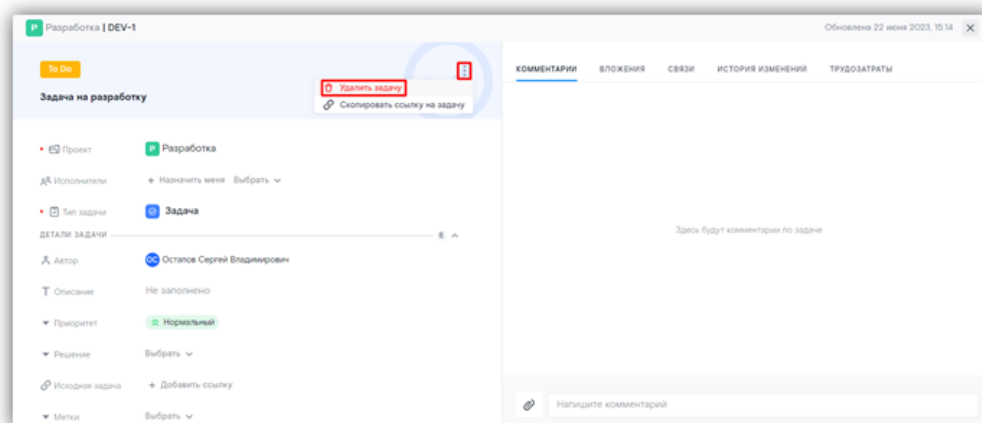 P Разработка | DEV-1
Обновлена 22 июня 2023, 15:14
To Do
Задача на разработку
Удалить задачу
Скопировать ссылку на задачу
Проект
P Разработка
Исполнители
+ Назначить меня Выбрать
Тип задачи
Задача
ДЕТАЛИ ЗАДАЧИ
6
Автор
ОС Остапов Сергей Владимирович
Описание
Не заполнено
Приоритет
Нормальный
Решение
Выбрать
Исходная задача
+ Добавить ссылку
Метки
Выбрать
КОММЕНТАРИИ ВЛОЖЕНИЯ СВЯЗИ ИСТОРИЯ ИЗМЕНЕНИЙ ТРУДОЗАТРАТЫ
Здесь будут комментарии по задаче
Напишите комментарий